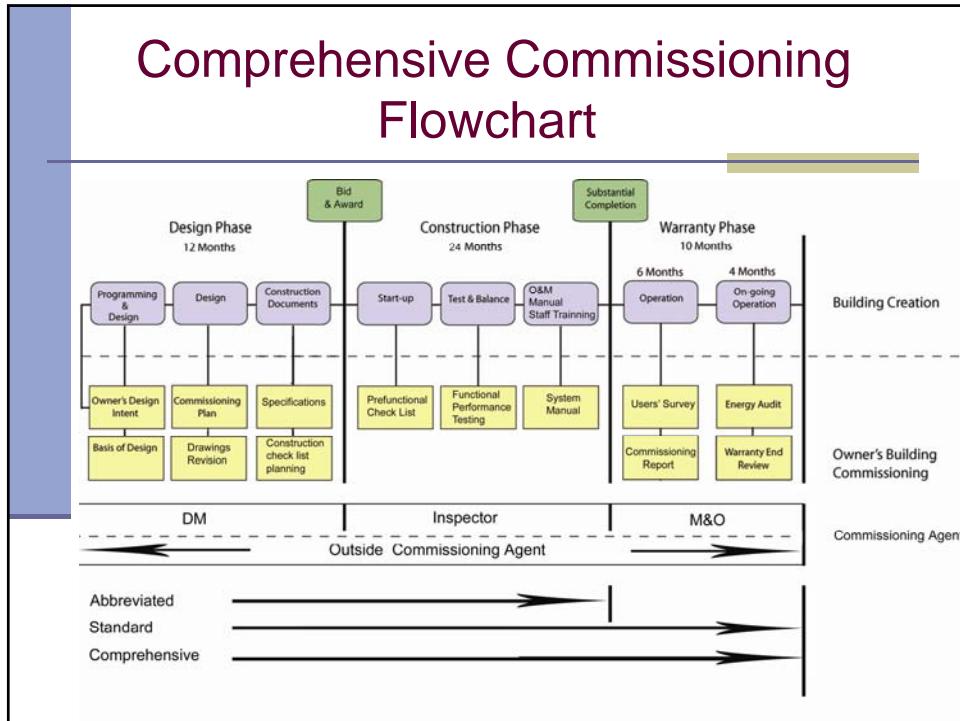 Comprehensive Commissioning
Flowchart
Bid
& Award
Substantial
Completion
Design Phase
12 Months
Construction Phase
24 Months
Warranty Phase
10 Months
6 Months
4 Months
Programming
&
Design
Design
Construction
Documents
Start-up
Test & Balance
O&M
Manual
Staff Trainning
Operation
On-going
Operation
Building Creation
Owner's Design
Intent
Commissioning
Plan
Specifications
Prefunctional
Check List
Functional
Performance
Testing
System
Manual
Users' Survey
Energy Audit
Basis of Design
Drawings
Revision
Construction
check list
planning
Commissioning
Report
Warranty End
Review
Owner's Building
Commissioning
DM
Inspector
M&O
Outside Commissioning Agent
Commissioning Agent
Abbreviated
Standard
Comprehensive